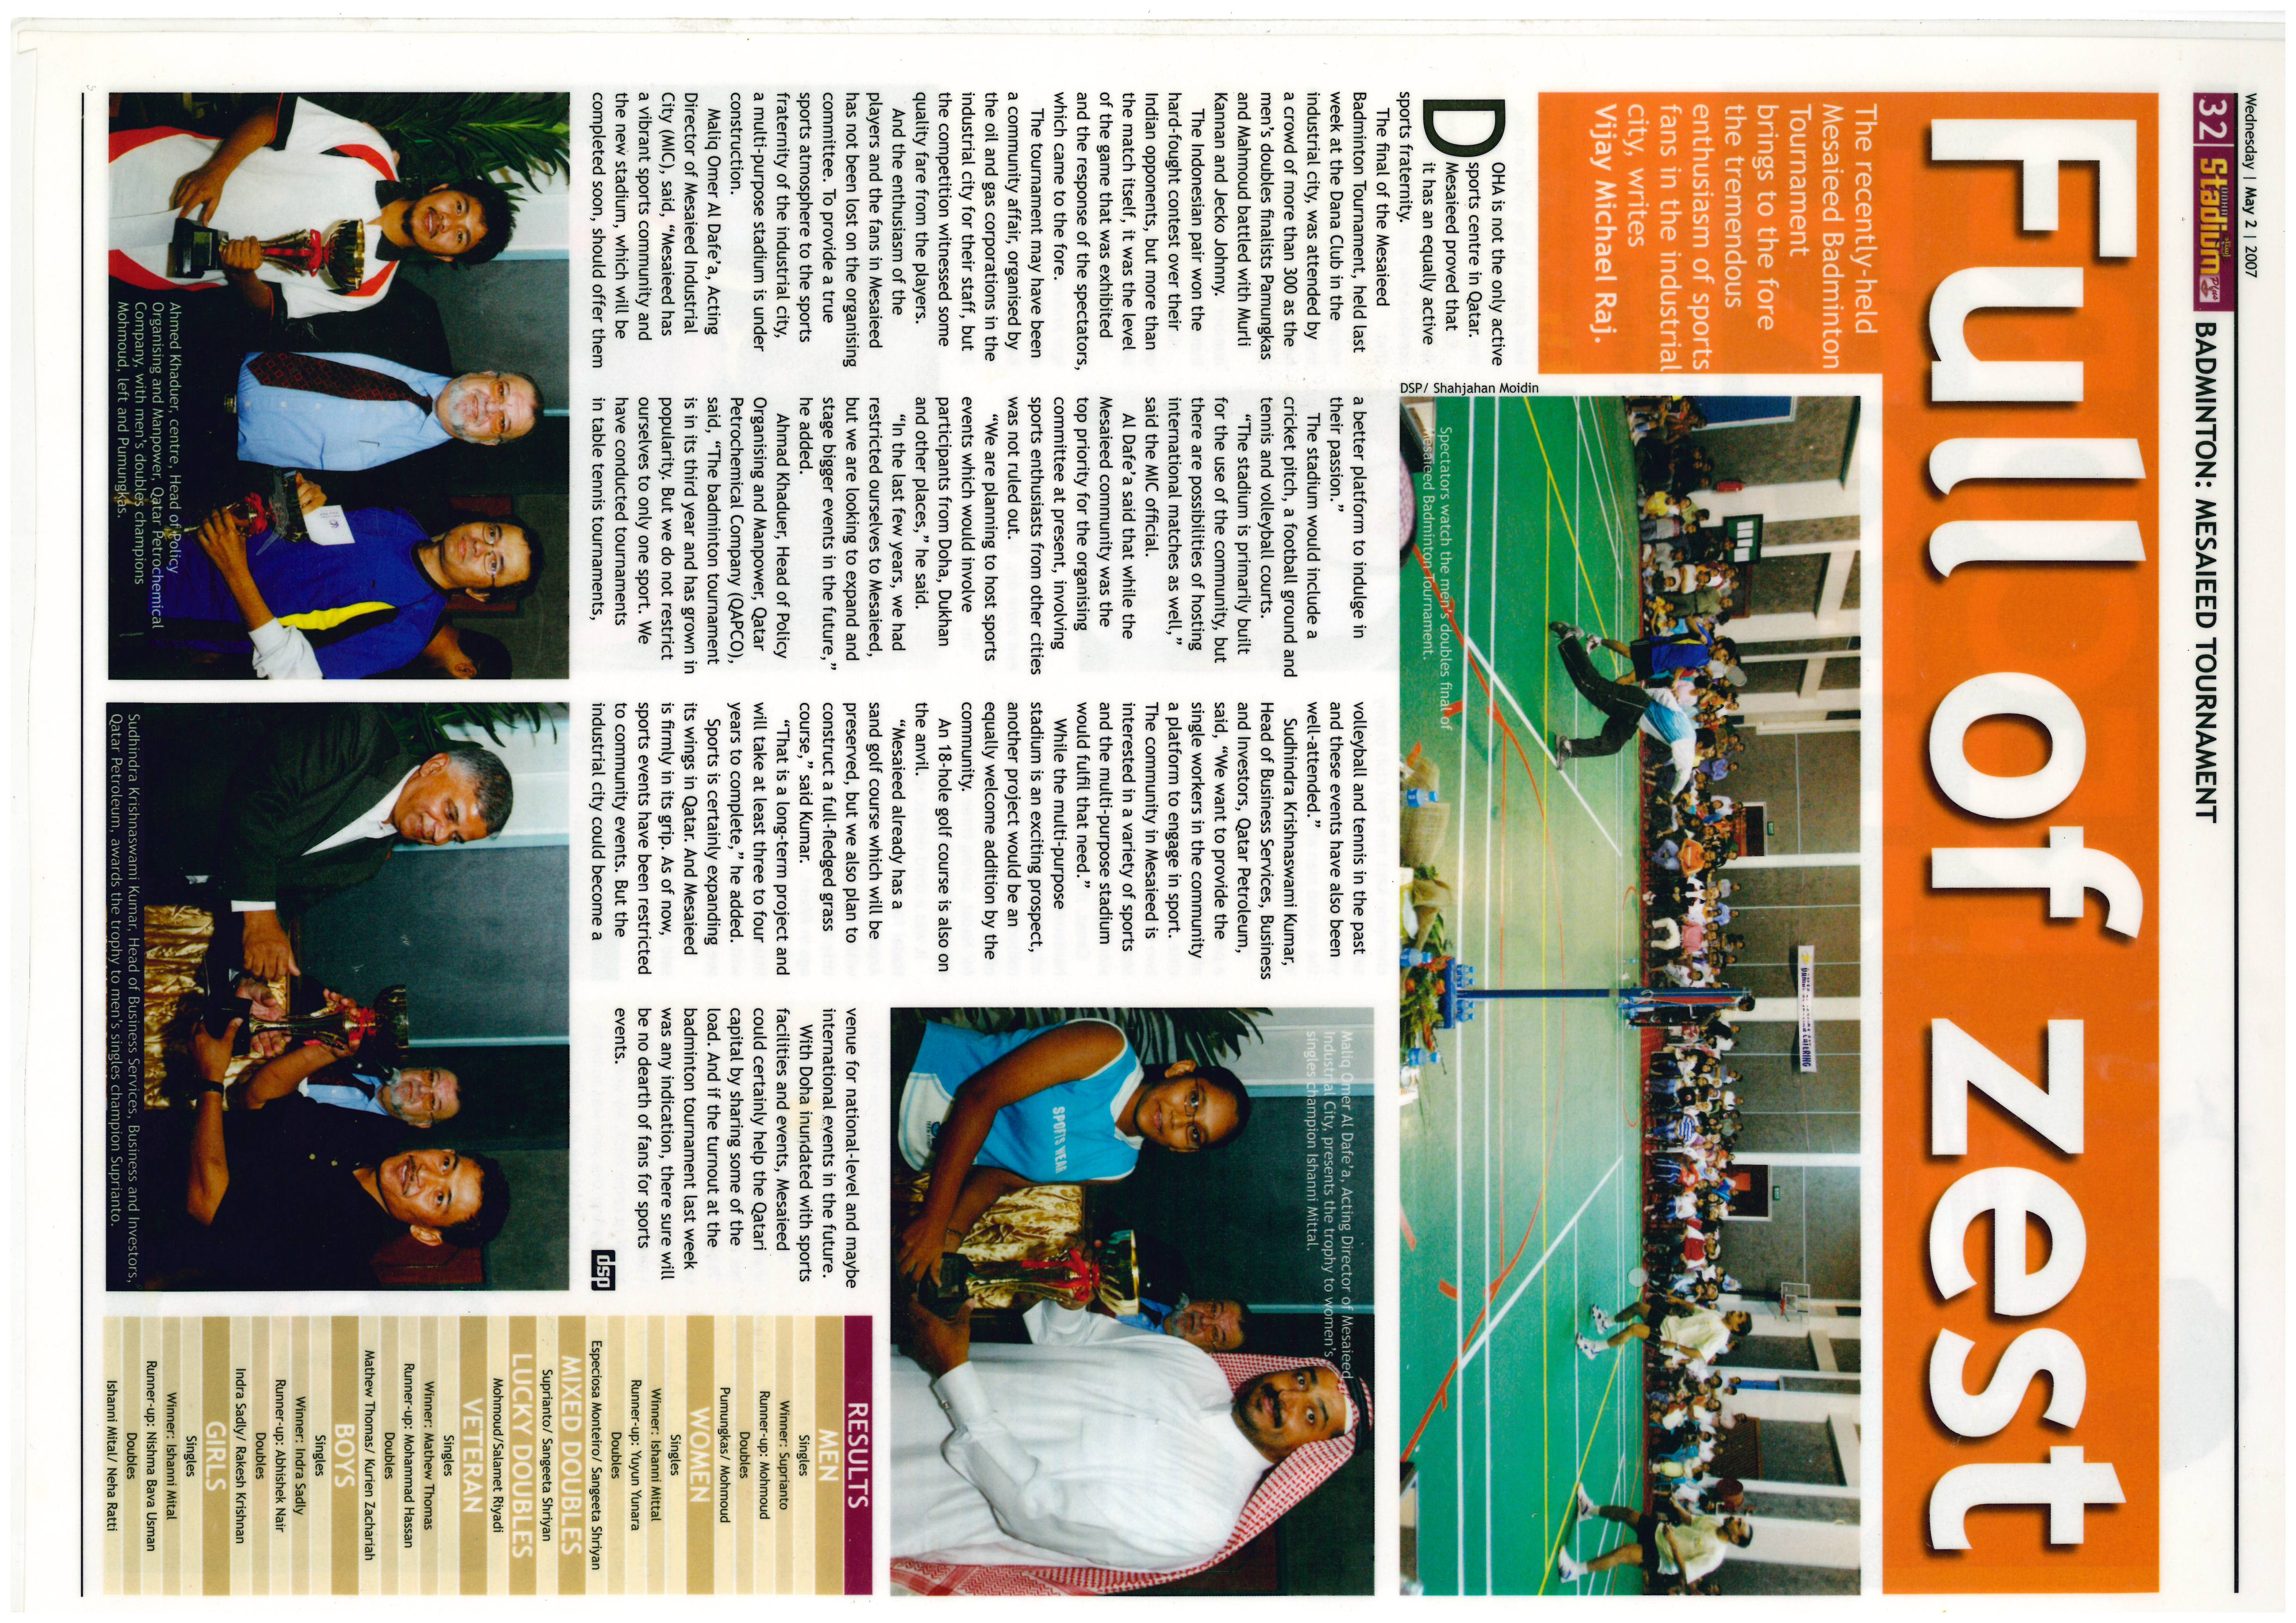 Wednesday | May 2 | 2007
32 DOHA Stadium Plus BADMINTON: MESAIEED TOURNAMENT
Full of zest
The recently-held
Mesaieed Badminton
Tournament
brings to the fore
the tremendous
enthusiasm of sports
fans in the industrial
city, writes
Vijay Michael Raj.
CATERING
DSP/ Shahjahan Moidin
Spectators watch the men's doubles final of
Mesaieed Badminton Tournament.
DOHA is not the only active
sports centre in Qatar.
Mesaieed proved that
it has an equally active
sports fraternity.
The final of the Mesaieed
Badminton Tournament, held last
week at the Dana Club in the
industrial city, was attended by
a crowd of more than 300 as the
men's doubles finalists Pamungkas
and Mahmoud battled with Murli
Kannan and Jecko Johnny.
The Indonesian pair won the
hard-fought contest over their
Indian opponents, but more than
the match itself, it was the level
of the game that was exhibited
and the response of the spectators,
which came to the fore.
The tournament may have been
a community affair, organised by
the oil and gas corporations in the
industrial city for their staff, but
the competition witnessed some
quality fare from the players.
And the enthusiasm of the
players and the fans in Mesaieed
has not been lost on the organising
committee. To provide a true
sports atmosphere to the sports
fraternity of the industrial city,
a multi-purpose stadium is under
construction.
Maliq Omer Al Dafe'a, Acting
Director of Mesaieed Industrial
City (MIC), said, “Mesaieed has
a vibrant sports community and
the new stadium, which will be
completed soon, should offer them
a better platform to indulge in
their passion.”
The stadium would include a
cricket pitch, a football ground and
tennis and volleyball courts.
“The stadium is primarily built
for the use of the community, but
there are possibilities of hosting
international matches as well,”
said the MIC official.
Al Dafe'a said that while the
Mesaieed community was the
top priority for the organising
committee at present, involving
sports enthusiasts from other cities
was not ruled out.
“We are planning to host sports
events which would involve
participants from Doha, Dukhan
and other places,” he said.
“In the last few years, we had
restricted ourselves to Mesaieed,
but we are looking to expand and
stage bigger events in the future,”
he added.
Ahmad Khaduer, Head of Policy
Organising and Manpower, Qatar
Petrochemical Company (QAPCO),
said, “The badminton tournament
is in its third year and has grown in
popularity. But we do not restrict
ourselves to only one sport. We
have conducted tournaments
in table tennis tournaments,
volleyball and tennis in the past
and these events have also been
well-attended.”
Sudhindra Krishnaswami Kumar,
Head of Business Services, Business
and Investors, Qatar Petroleum,
said, “We want to provide the
single workers in the community
a platform to engage in sport.
The community in Mesaieed is
interested in a variety of sports
and the multi-purpose stadium
would fulfil that need.”
While the multi-purpose
stadium is an exciting prospect,
another project would be an
equally welcome addition by the
community.
An 18-hole golf course is also on
the anvil.
“Mesaieed already has a
sand golf course which will be
preserved, but we also plan to
construct a full-fledged grass
course,” said Kumar.
“That is a long-term project and
will take at least three to four
years to complete,” he added.
Sports is certainly expanding
its wings in Qatar. And Mesaieed
is firmly in its grip. As of now,
sports events have been restricted
to community events. But the
industrial city could become a
venue for national-level and maybe
international events in the future.
With Doha inundated with sports
facilities and events, Mesaieed
could certainly help the Qatari
capital by sharing some of the
load. And if the turnout at the
badminton tournament last week
was any indication, there sure will
be no dearth of fans for sports
events.
dsp
Maliq Omer Al Dafe'a, Acting Director of Mesaieed
Industrial City, presents the trophy to women's
singles champion Ishanni Mittal.
SPORTS WEAR
RESULTS
MEN
Singles
Winner: Suprianto
Runner-up: Mohmoud
Doubles
Pumungkas/ Mohmoud
WOMEN
Singles
Winner: Ishanni Mittal
Runner-up: Yuyun Yunara
Doubles
Especiosa Monteiro/ Sangeeta Shriyan
MIXED DOUBLES
Suprianto/ Sangeeta Shriyan
LUCKY DOUBLES
Mohmoud/Salamet Riyadi
VETERAN
Singles
Winner: Mathew Thomas
Runner-up: Mohammad Hassan
Doubles
Mathew Thomas/ Kurien Zachariah
BOYS
Singles
Winner: Indra Sadly
Runner-up: Abhishek Nair
Doubles
Indra Sadly/ Rakesh Krishnan
GIRLS
Singles
Winner: Ishanni Mital
Runner-up: Nishma Bava Usman
Doubles
Ishanni Mital/ Neha Ratti
Ahmed Khaduer, centre, Head of Policy
Organising and Manpower, Qatar Petrochemical
Company, with men's doubles champions
Mohmoud, left and Pumungkas.
Sudhindra Krishnaswami Kumar, Head of Business Services, Business and Investors,
Qatar Petroleum, awards the trophy to men's singles champion Suprianto.